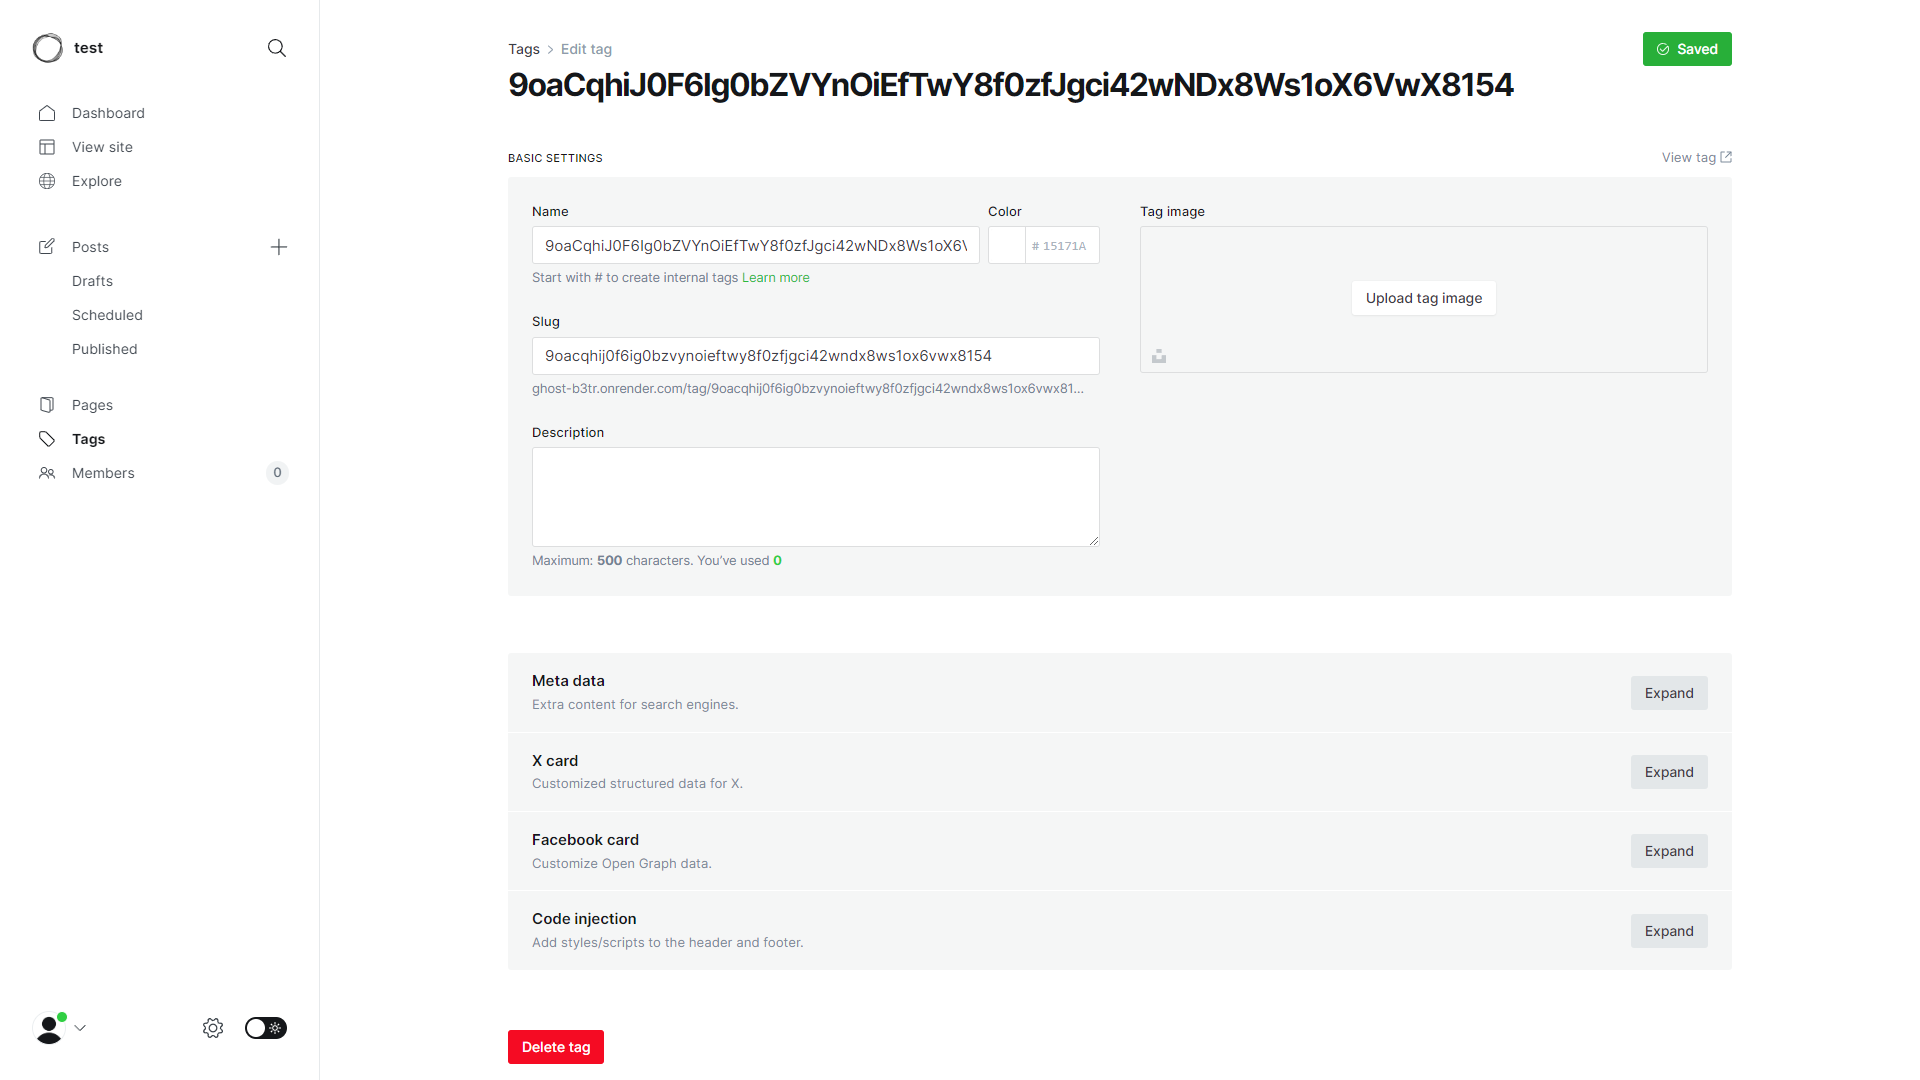 test
Dashboard
View site
Explore
Posts
Drafts
Scheduled
Published
Pages
Tags
Members
0
Tags > Edit tag
Saved
9oaCqhiJ0F6Ig0bZVYnOiEfTwY8f0zfJgci42wNDx8Ws1oX6VwX8154
BASIC SETTINGS
View tag
Name
Color
Tag image
9oaCqhiJ0F6Ig0bZVYnOiEfTwY8f0zfJgci42wNDx8Ws1oX6V
# 15171A
Start with # to create internal tags Learn more
Upload tag image
Slug
9oacqhij0f6ig0bzvynoieftwy8f0zfjgci42wndx8ws1ox6vwx8154
ghost-b3tr.onrender.com/tag/9oacqhij0f6ig0bzvynoieftwy8f0zfjgci42wndx8ws1ox6vwx81...
Description
Maximum: 500 characters. You’ve used 0
Meta data
Extra content for search engines.
Expand
X card
Customized structured data for X.
Expand
Facebook card
Customize Open Graph data.
Expand
Code injection
Add styles/scripts to the header and footer.
Expand
Delete tag